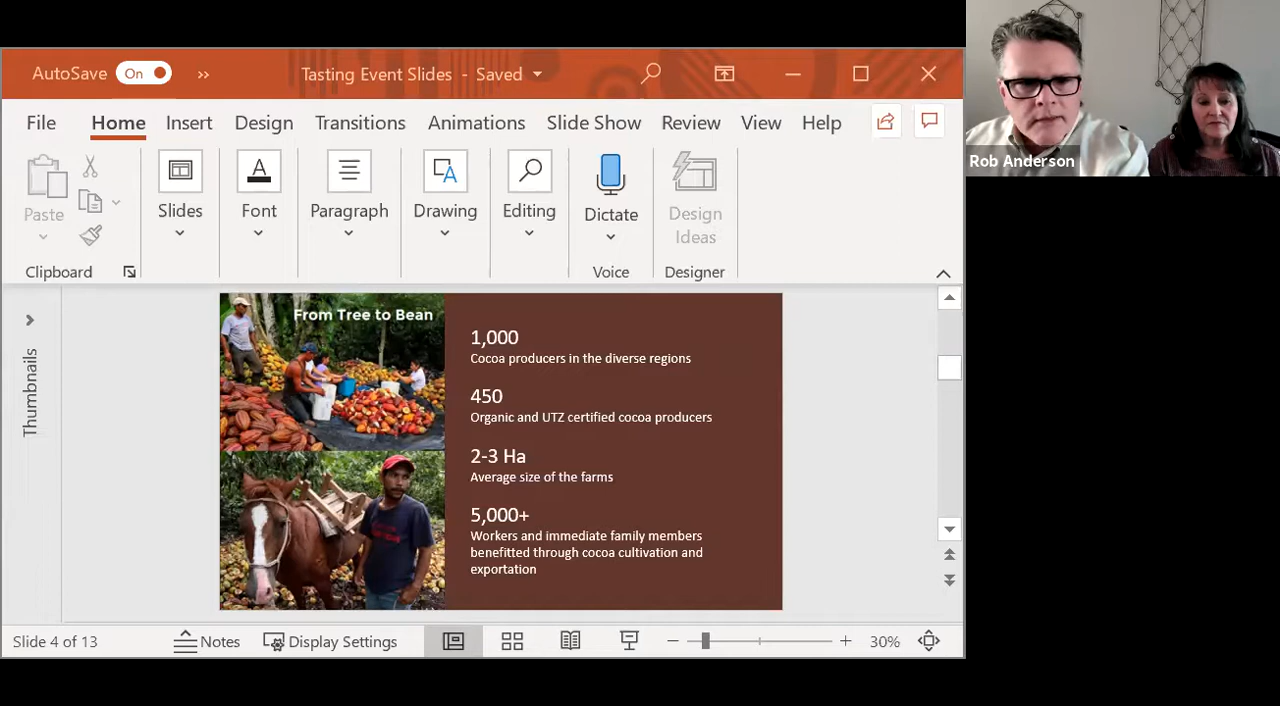 AutoSave On >> Tasting Event Slides - Saved
File Home Insert Design Transitions Animations Slide Show Review View Help
Paste
Slides
Font
Paragraph
Drawing
Editing
Dictate
Design
Ideas
Clipboard
Voice
Designer
Thumbnails
From Tree to Bean
1,000
Cocoa producers in the diverse regions
450
Organic and UTZ certified cocoa producers
2-3 Ha
Average size of the farms
5,000+
Workers and immediate family members
benefitted through cocoa cultivation and
exportation
Slide 4 of 13 Notes Display Settings 30%
Rob Anderson